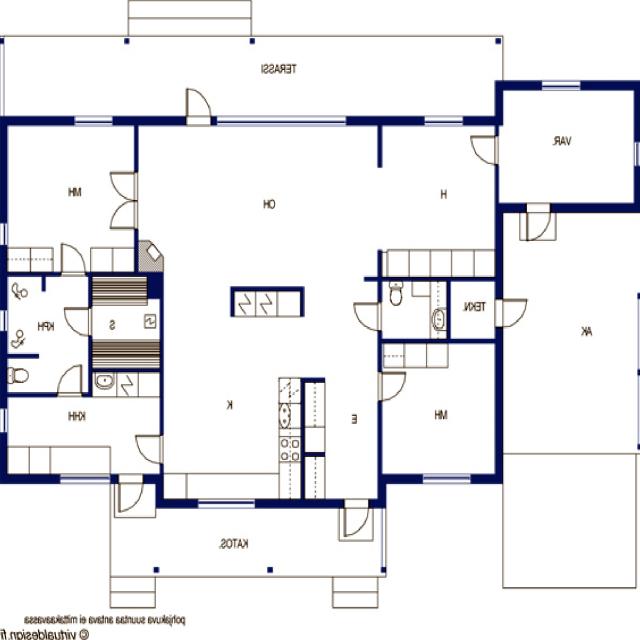 TERASSI
VAR.
MH
OH
H
KPH
S
TEKN.
AK
KHH
K
E
MH
KATOS.
pohjakuva suuntaa antava ei mittakaavassa
© virtualdesign.fi